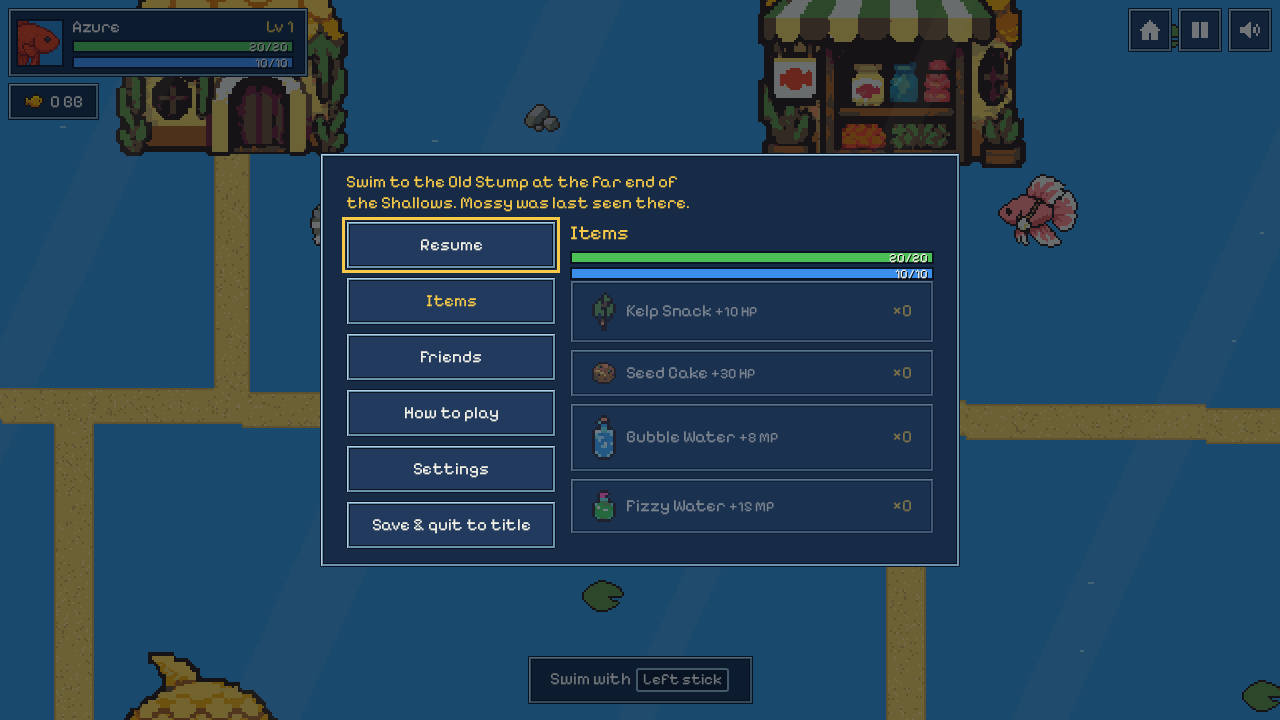 Azure Lv 1
20/20
10/10
0 GB
Swim to the Old Stump at the far end of
the Shallows. Mossy was last seen there.
Resume
Items
Friends
How to play
Settings
Save & quit to title
Items
20/20
10/10
Kelp Snack +10 HP ×0
Seed Cake +30 HP ×0
Bubble Water +8 MP ×0
Fizzy Water +18 MP ×0
Swim with Left stick